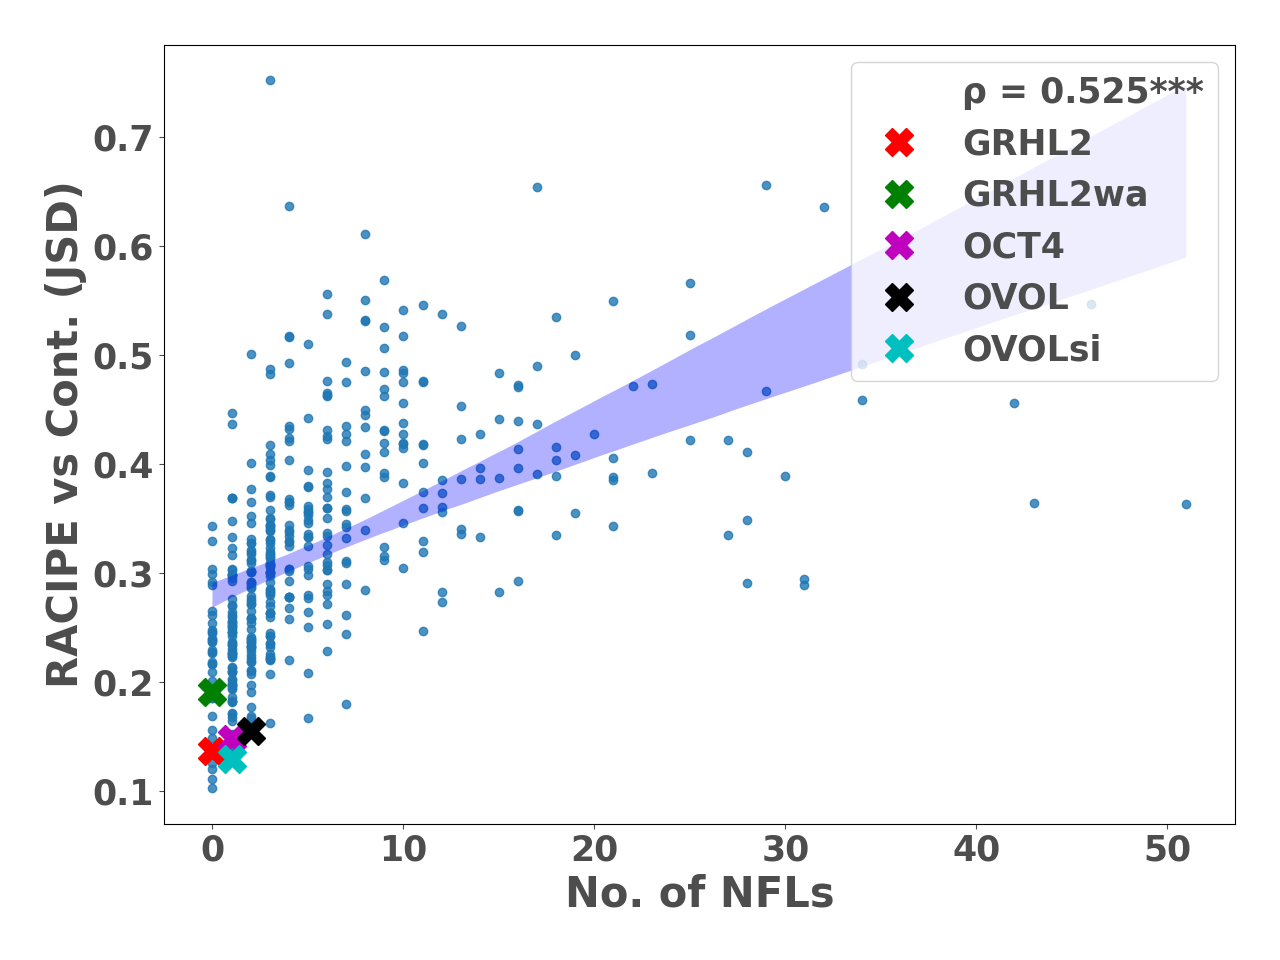 RACIPE vs Cont. (JSD)
0.7
0.6
0.5
0.4
0.3
0.2
0.1
ρ = 0.525***
GRHL2
GRHL2wa
OCT4
OVOL
OVOLsi
0 10 20 30 40 50
No. of NFLs